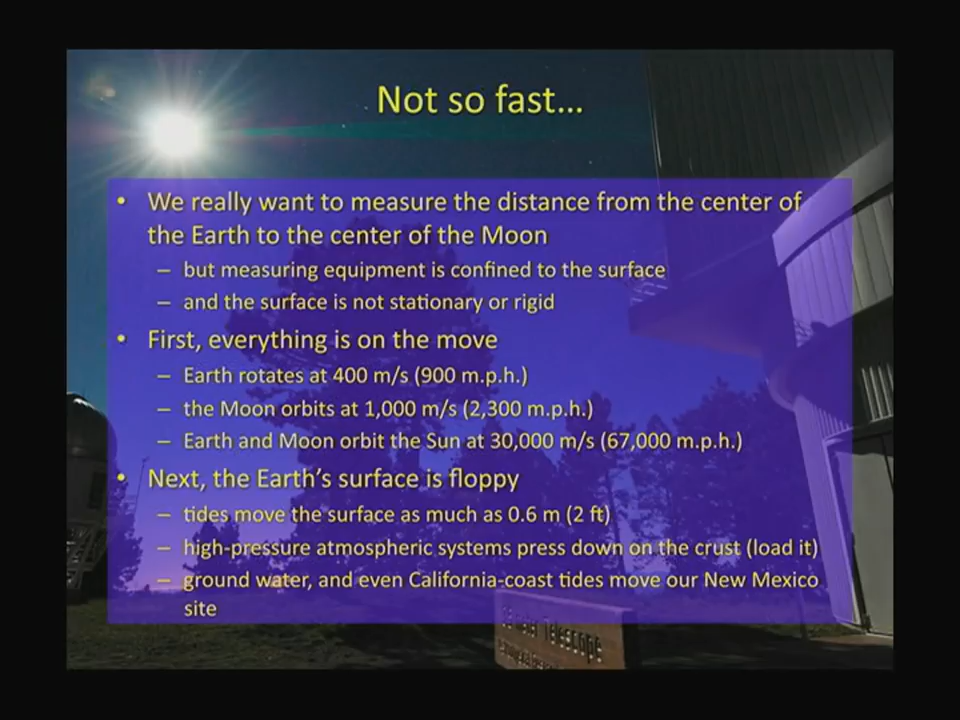 Not so fast…
• We really want to measure the distance from the center of
the Earth to the center of the Moon
– but measuring equipment is confined to the surface
– and the surface is not stationary or rigid
• First, everything is on the move
– Earth rotates at 400 m/s (900 m.p.h.)
– the Moon orbits at 1,000 m/s (2,300 m.p.h.)
– Earth and Moon orbit the Sun at 30,000 m/s (67,000 m.p.h.)
• Next, the Earth’s surface is floppy
– tides move the surface as much as 0.6 m (2 ft)
– high-pressure atmospheric systems press down on the crust (load it)
– ground water, and even California-coast tides move our New Mexico
site
Telescope